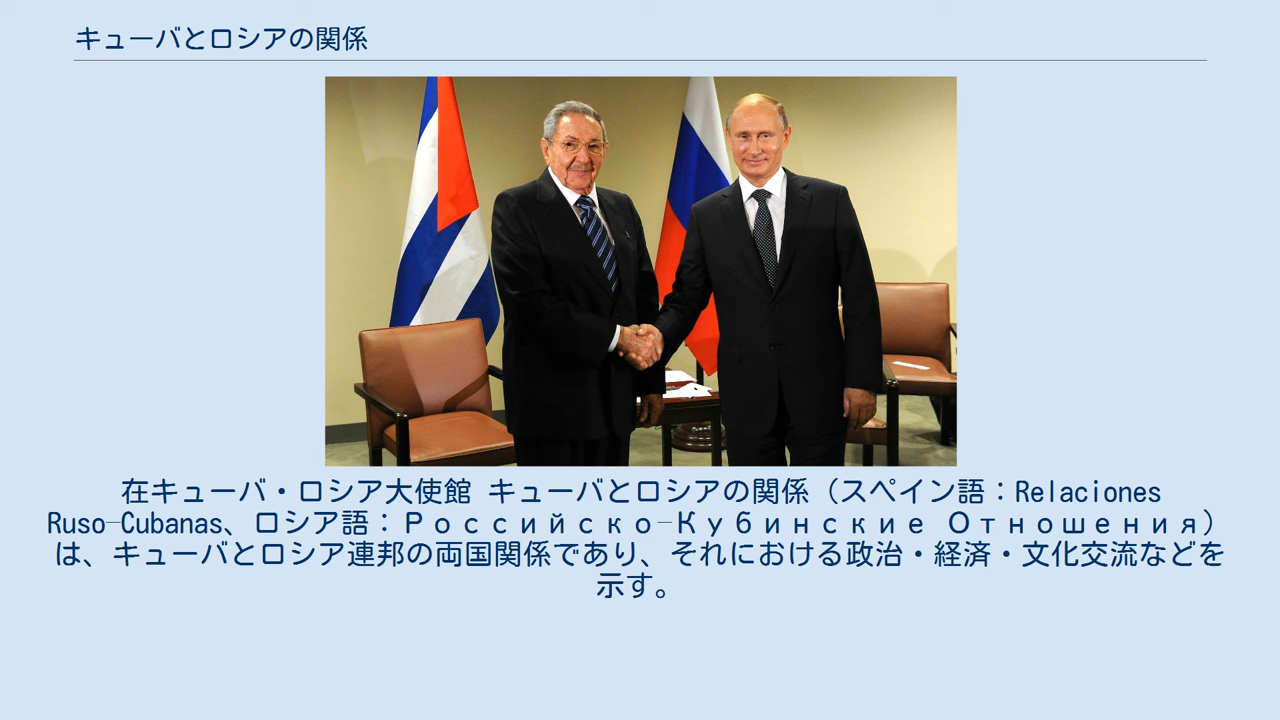 キューバとロシアの関係
在キューバ・ロシア大使館 キューバとロシアの関係（スペイン語：Relaciones
Ruso-Cubanas、ロシア語：Российско-Кубинские Отношения）
は、キューバとロシア連邦の両国関係であり、それにおける政治・経済・文化交流などを
示す。